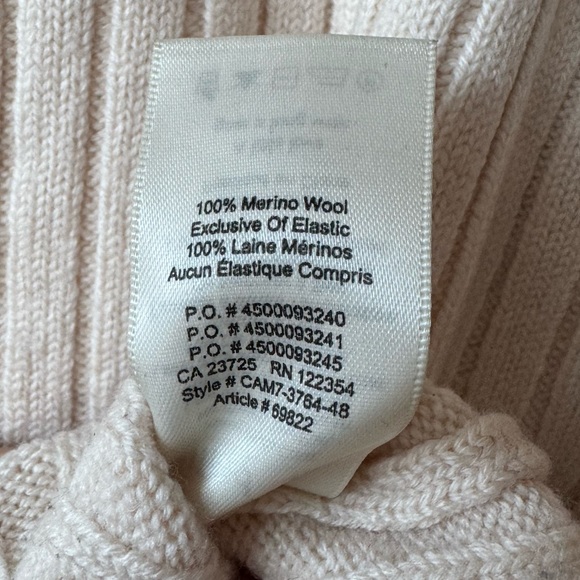 100% Merino Wool
Exclusive Of Elastic
100% Laine Mérinos
Aucun Élastique Compris
P.O. # 4500093240
P.O. # 4500093241
P.O. # 4500093245
CA 23725 RN 122354
Style # CAM7-3764-48
Article # 69822